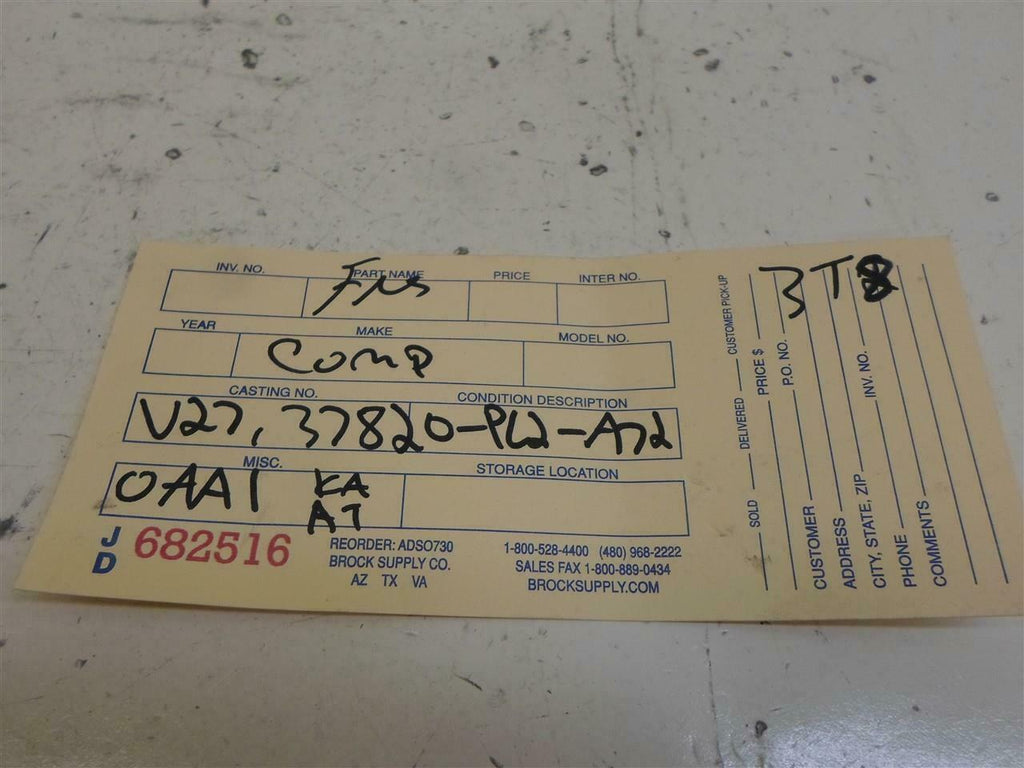 INV. NO. PART NAME PRICE INTER NO.
YEAR MAKE MODEL NO.
COMP
CASTING NO. CONDITION DESCRIPTION
V27, 37820-PL2-A72
MISC. STORAGE LOCATION
OAA1 KA
AT
JD 682516
REORDER: ADSO730
BROCK SUPPLY CO.
AZ TX VA
1-800-528-4400 (480) 968-2222
SALES FAX 1-800-889-0434
BROCKSUPPLY.COM
SOLD DELIVERED CUSTOMER PICK-UP
PRICE $
P.O. NO.
CUSTOMER
ADDRESS
CITY, STATE, ZIP INV. NO.
PHONE
COMMENTS
3 T